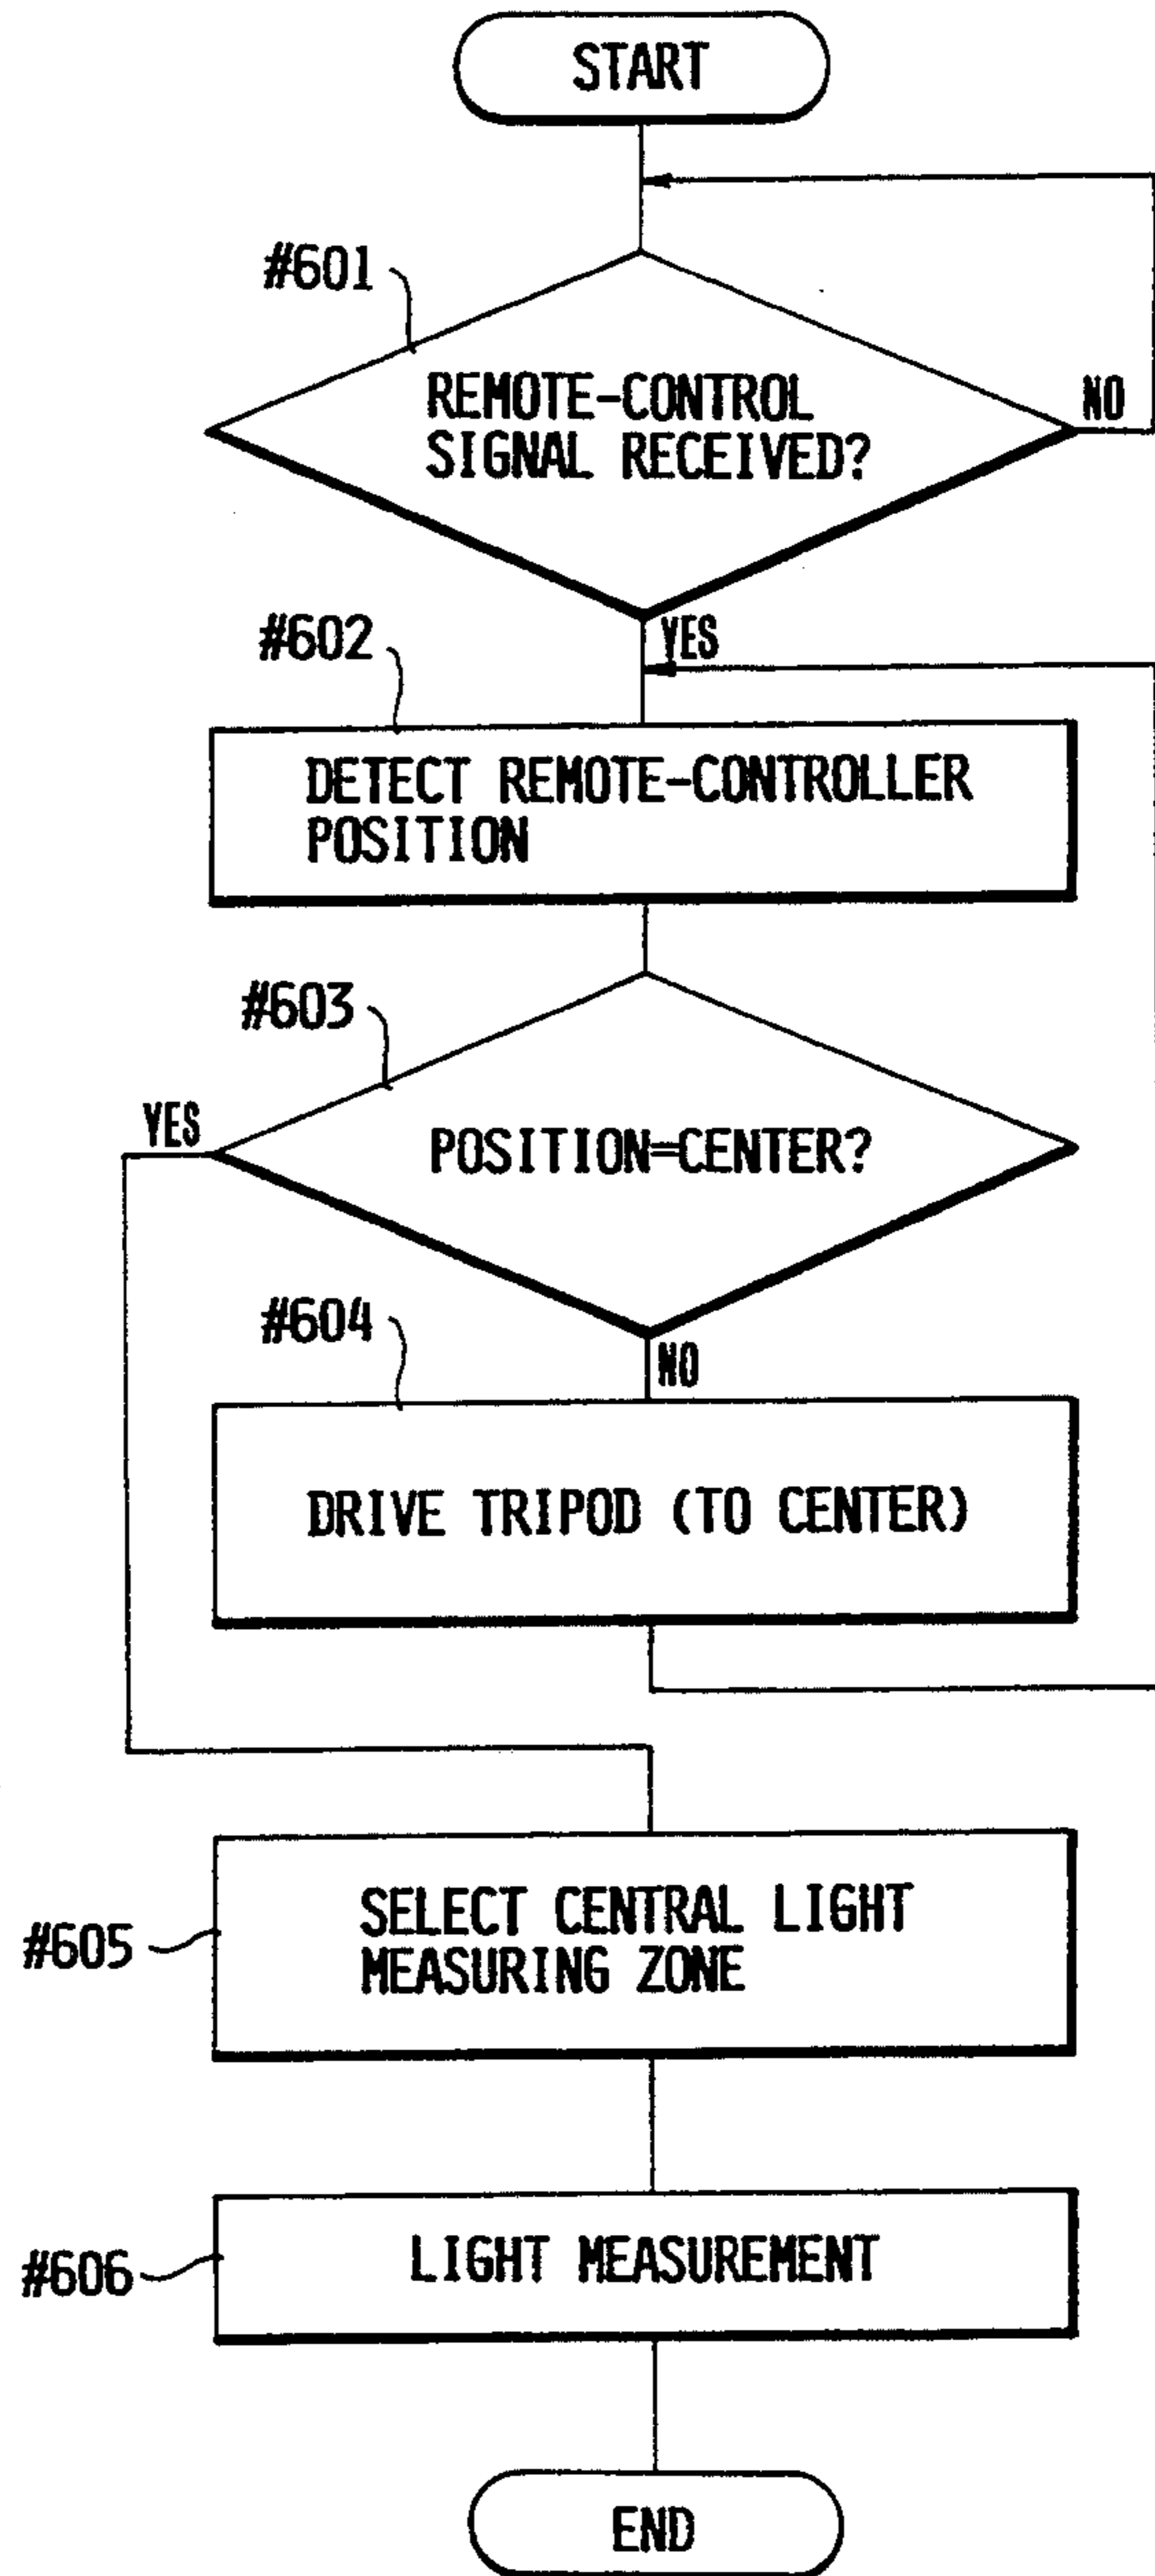 START
#601
REMOTE-CONTROL
SIGNAL RECEIVED?
NO
YES
#602
DETECT REMOTE-CONTROLLER
POSITION
#603
YES
POSITION=CENTER?
#604
NO
DRIVE TRIPOD (TO CENTER)
SELECT CENTRAL LIGHT
MEASURING ZONE
#605
LIGHT MEASUREMENT
#606
END